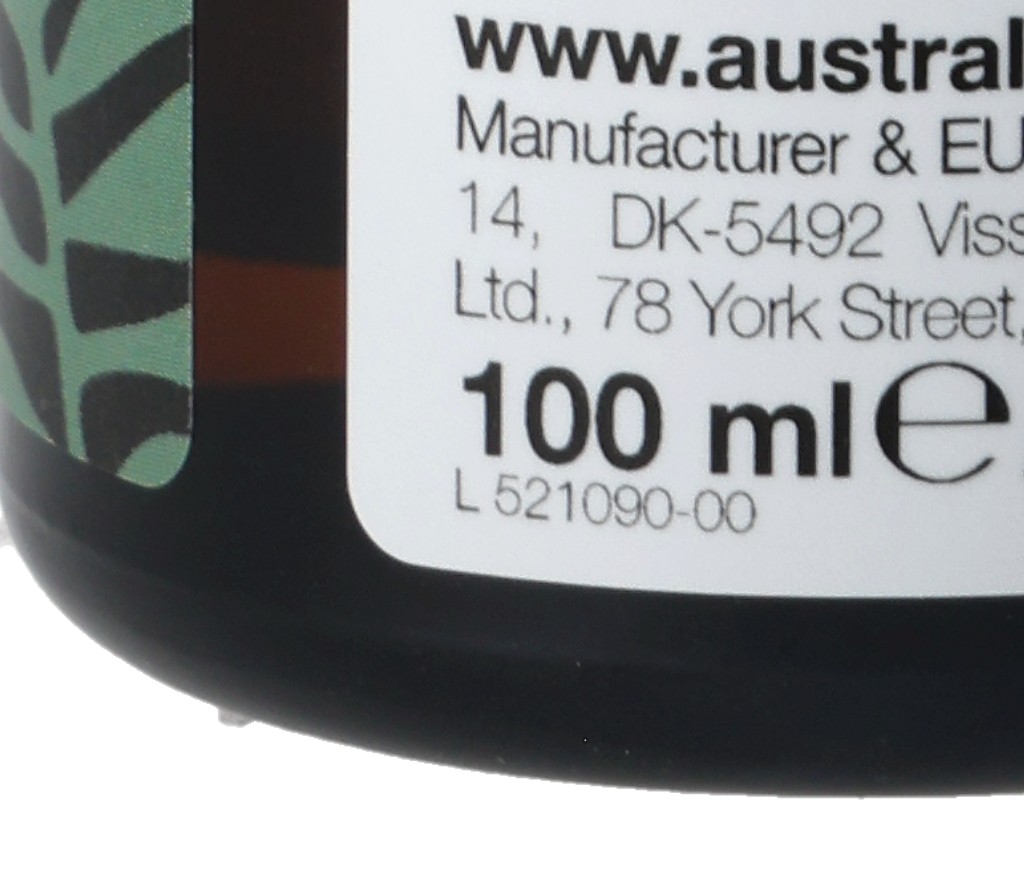 www.austral
Manufacturer & EU
14, DK-5492 Viss
Ltd., 78 York Street,
100 ml e
L 521090-00